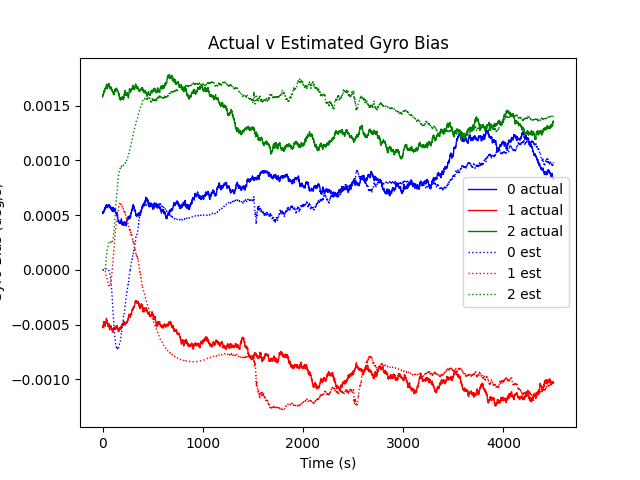 Actual v Estimated Gyro Bias
0.0015
0.0010
0.0005
0.0000
−0.0005
−0.0010
0
1000
2000
3000
4000
Time (s)
0 actual
1 actual
2 actual
0 est
1 est
2 est